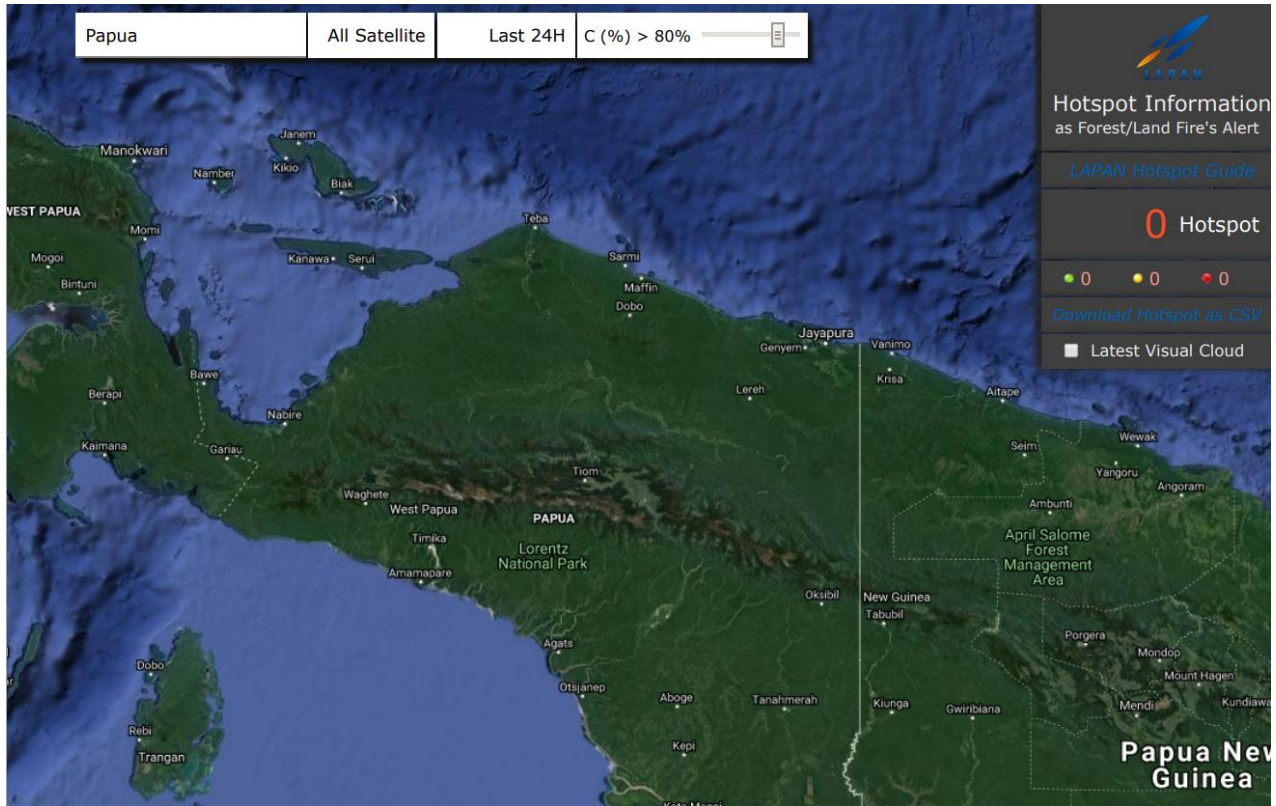 Papua
All Satellite
Last 24H
C (%) > 80%
LAPAN
Hotspot Information
as Forest/Land Fire's Alert
LAPAN Hotspot Guide
0 Hotspot
0 0 0
Download Hotspot as CSV
Latest Visual Cloud
Janem
Manokwari
Kikio
Namber
Biak
WEST PAPUA
Teba
Momi
Kanawa
Serui
Sarmi
Mogoi
Bintuni
Maffin
Dobo
Jayapura
Genyem
Vanimo
Bawe
Krisa
Berapi
Lereh
Aitape
Nabire
Kaimana
Gariau
Seim
Wewak
Tiom
Yangoru
Angoram
Waghete
West Papua
PAPUA
Ambunti
Timika
Lorentz
National Park
April Salome
Forest
Management
Area
Amamapare
Oksibil
New Guinea
Tabubil
Agats
Porgera
Mondop
Dobo
Mount Hagen
Otsjanep
Aboge
Tanahmerah
Kiunga
Gwiribiana
Mendi
Kundiawa
Rebi
Trangan
Kepi
Papua New
Guinea